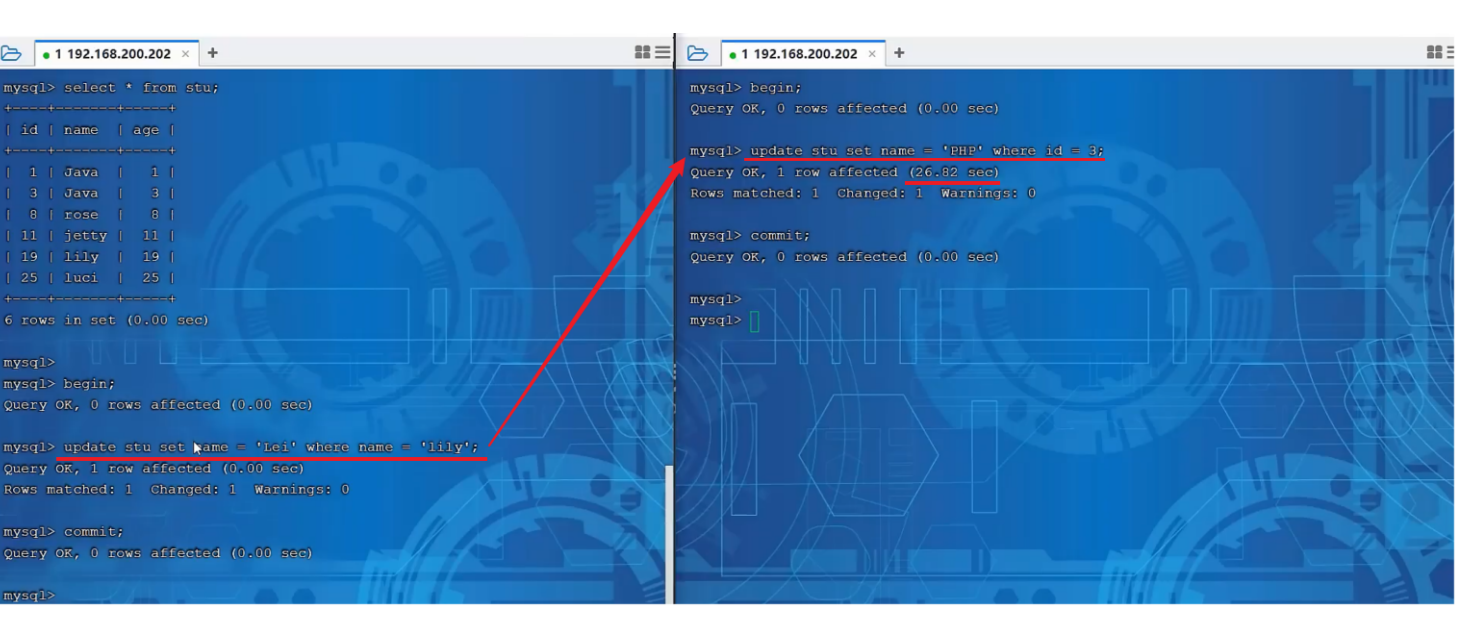 1 192.168.200.202 × +
mysql> select * from stu;
+----+-------+-----+
| id | name  | age |
+----+-------+-----+
|  1 | Java  |   1 |
|  3 | Java  |   3 |
|  8 | rose  |   8 |
| 11 | jetty |  11 |
| 19 | lily  |  19 |
| 25 | luci  |  25 |
+----+-------+-----+
6 rows in set (0.00 sec)
mysql>
mysql> begin;
Query OK, 0 rows affected (0.00 sec)
mysql> update stu set name = 'Lei' where name = 'lily';
Query OK, 1 row affected (0.00 sec)
Rows matched: 1  Changed: 1  Warnings: 0
mysql> commit;
Query OK, 0 rows affected (0.00 sec)
mysql>
1 192.168.200.202 × +
mysql> begin;
Query OK, 0 rows affected (0.00 sec)
mysql> update stu set name = 'PHP' where id = 3;
Query OK, 1 row affected (26.82 sec)
Rows matched: 1  Changed: 1  Warnings: 0
mysql> commit;
Query OK, 0 rows affected (0.00 sec)
mysql>
mysql>